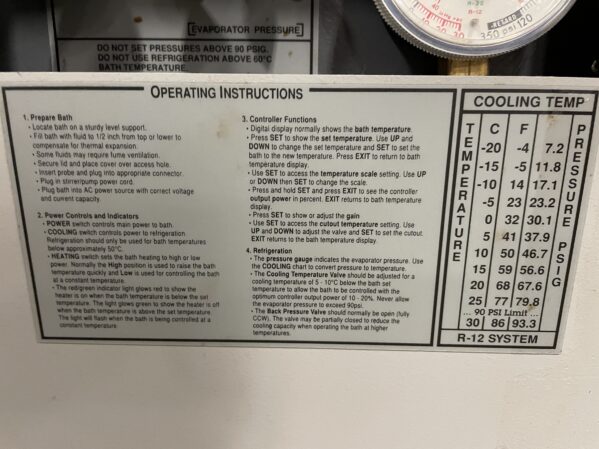 [EVAPORATOR PRESSURE]
DO NOT SET PRESSURES ABOVE 90 PSIG.
DO NOT USE REFRIGERATION ABOVE 60°C
BATH TEMPERATURE.
R-12
350 psi 120
OPERATING INSTRUCTIONS
1. Prepare Bath
• Locate bath on a sturdy level support.
• Fill bath with fluid to 1/2 inch from top or lower to
compensate for thermal expansion.
• Some fluids may require fume ventilation.
• Secure lid and place cover over access hole.
• Insert probe and plug into appropriate connector.
• Plug in stirrer/pump power cord.
• Plug bath into AC power source with correct voltage
and current capacity.
2. Power Controls and Indicators
• POWER switch controls main power to bath.
• COOLING switch controls power to refrigeration.
Refrigeration should only be used for bath temperatures
below approximately 50°C.
• HEATING switch sets the bath heating to high or low
power. Normally the High position is used to raise the bath
temperature quickly and Low is used for controlling the bath
at a constant temperature.
• The red/green indicator light glows red to show the
heater is on when the bath temperature is below the set
temperature. The light glows green to show the heater is off
when the bath temperature is above the set temperature
The light will flash when the bath is being controlled at a
constant temperature.
3. Controller Functions
• Digital display normally shows the bath temperature.
• Press SET to show the set temperature. Use UP and
DOWN to change the set temperature and SET to set the
bath to the new temperature. Press EXIT to return to bath
temperature display.
• Use SET to access the temperature scale setting. Use UP
or DOWN then SET to change the scale.
• Press and hold SET and press EXIT to see the controller
output power in percent. EXIT returns to bath temperature
display.
• Press SET to show or adjust the gain
• Use SET to access the cutout temperature setting. Use
UP and DOWN to adjust the valve and SET to set the cutout.
EXIT returns to the bath temperature display.
4. Refrigeration
• The pressure gauge indicates the evaporator pressure. Use
the COOLING chart to convert pressure to temperature.
• The Cooling Temperature Valve should be adjusted for a
cooling temperature of 5 - 10°C below the bath set
temperature to allow the bath to be controlled with the
optimum controller output power of 10 - 20%. Never allow
the evaporator pressure to exceed 90psi.
• The Back Pressure Valve should normally be open (fully
CCW). The valve may be partially closed to reduce the
cooling capacity when operating the bath at higher
temperatures.
COOLING TEMP
TEMPERATURE
PRESSURE PSIG
C F
-20 -4 7.2
-15 -5 11.8
-10 14 17.1
-5 23 23.2
0 32 30.1
5 41 37.9
10 50 46.7
15 59 56.6
20 68 67.6
25 77 79.8
... 90 PSI Limit ...
30 86 93.3
R-12 SYSTEM